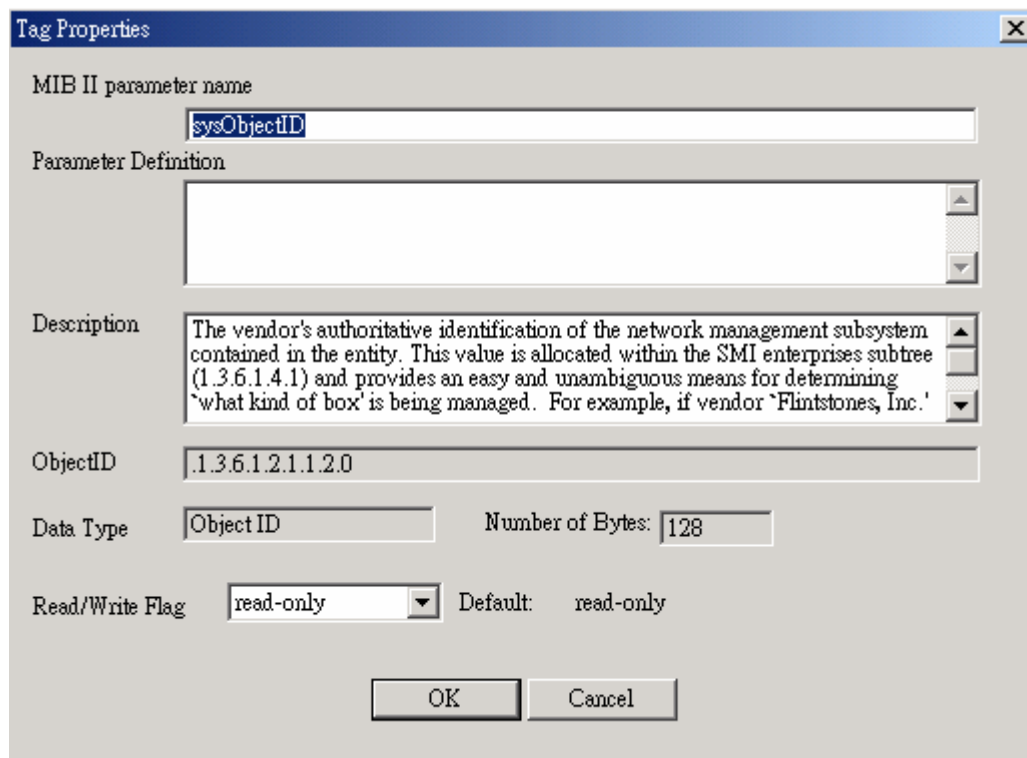 Tag Properties
MIB II parameter name
sysObjectID
Parameter Definition
Description
The vendor's authoritative identification of the network management subsystem
contained in the entity. This value is allocated within the SMI enterprises subtree
(1.3.6.1.4.1) and provides an easy and unambiguous means for determining
`what kind of box' is being managed.  For example, if vendor `Flintstones, Inc.'
ObjectID
.1.3.6.1.2.1.1.2.0
Data Type
Object ID
Number of Bytes:
128
Read/Write Flag
read-only
Default:
read-only
OK
Cancel